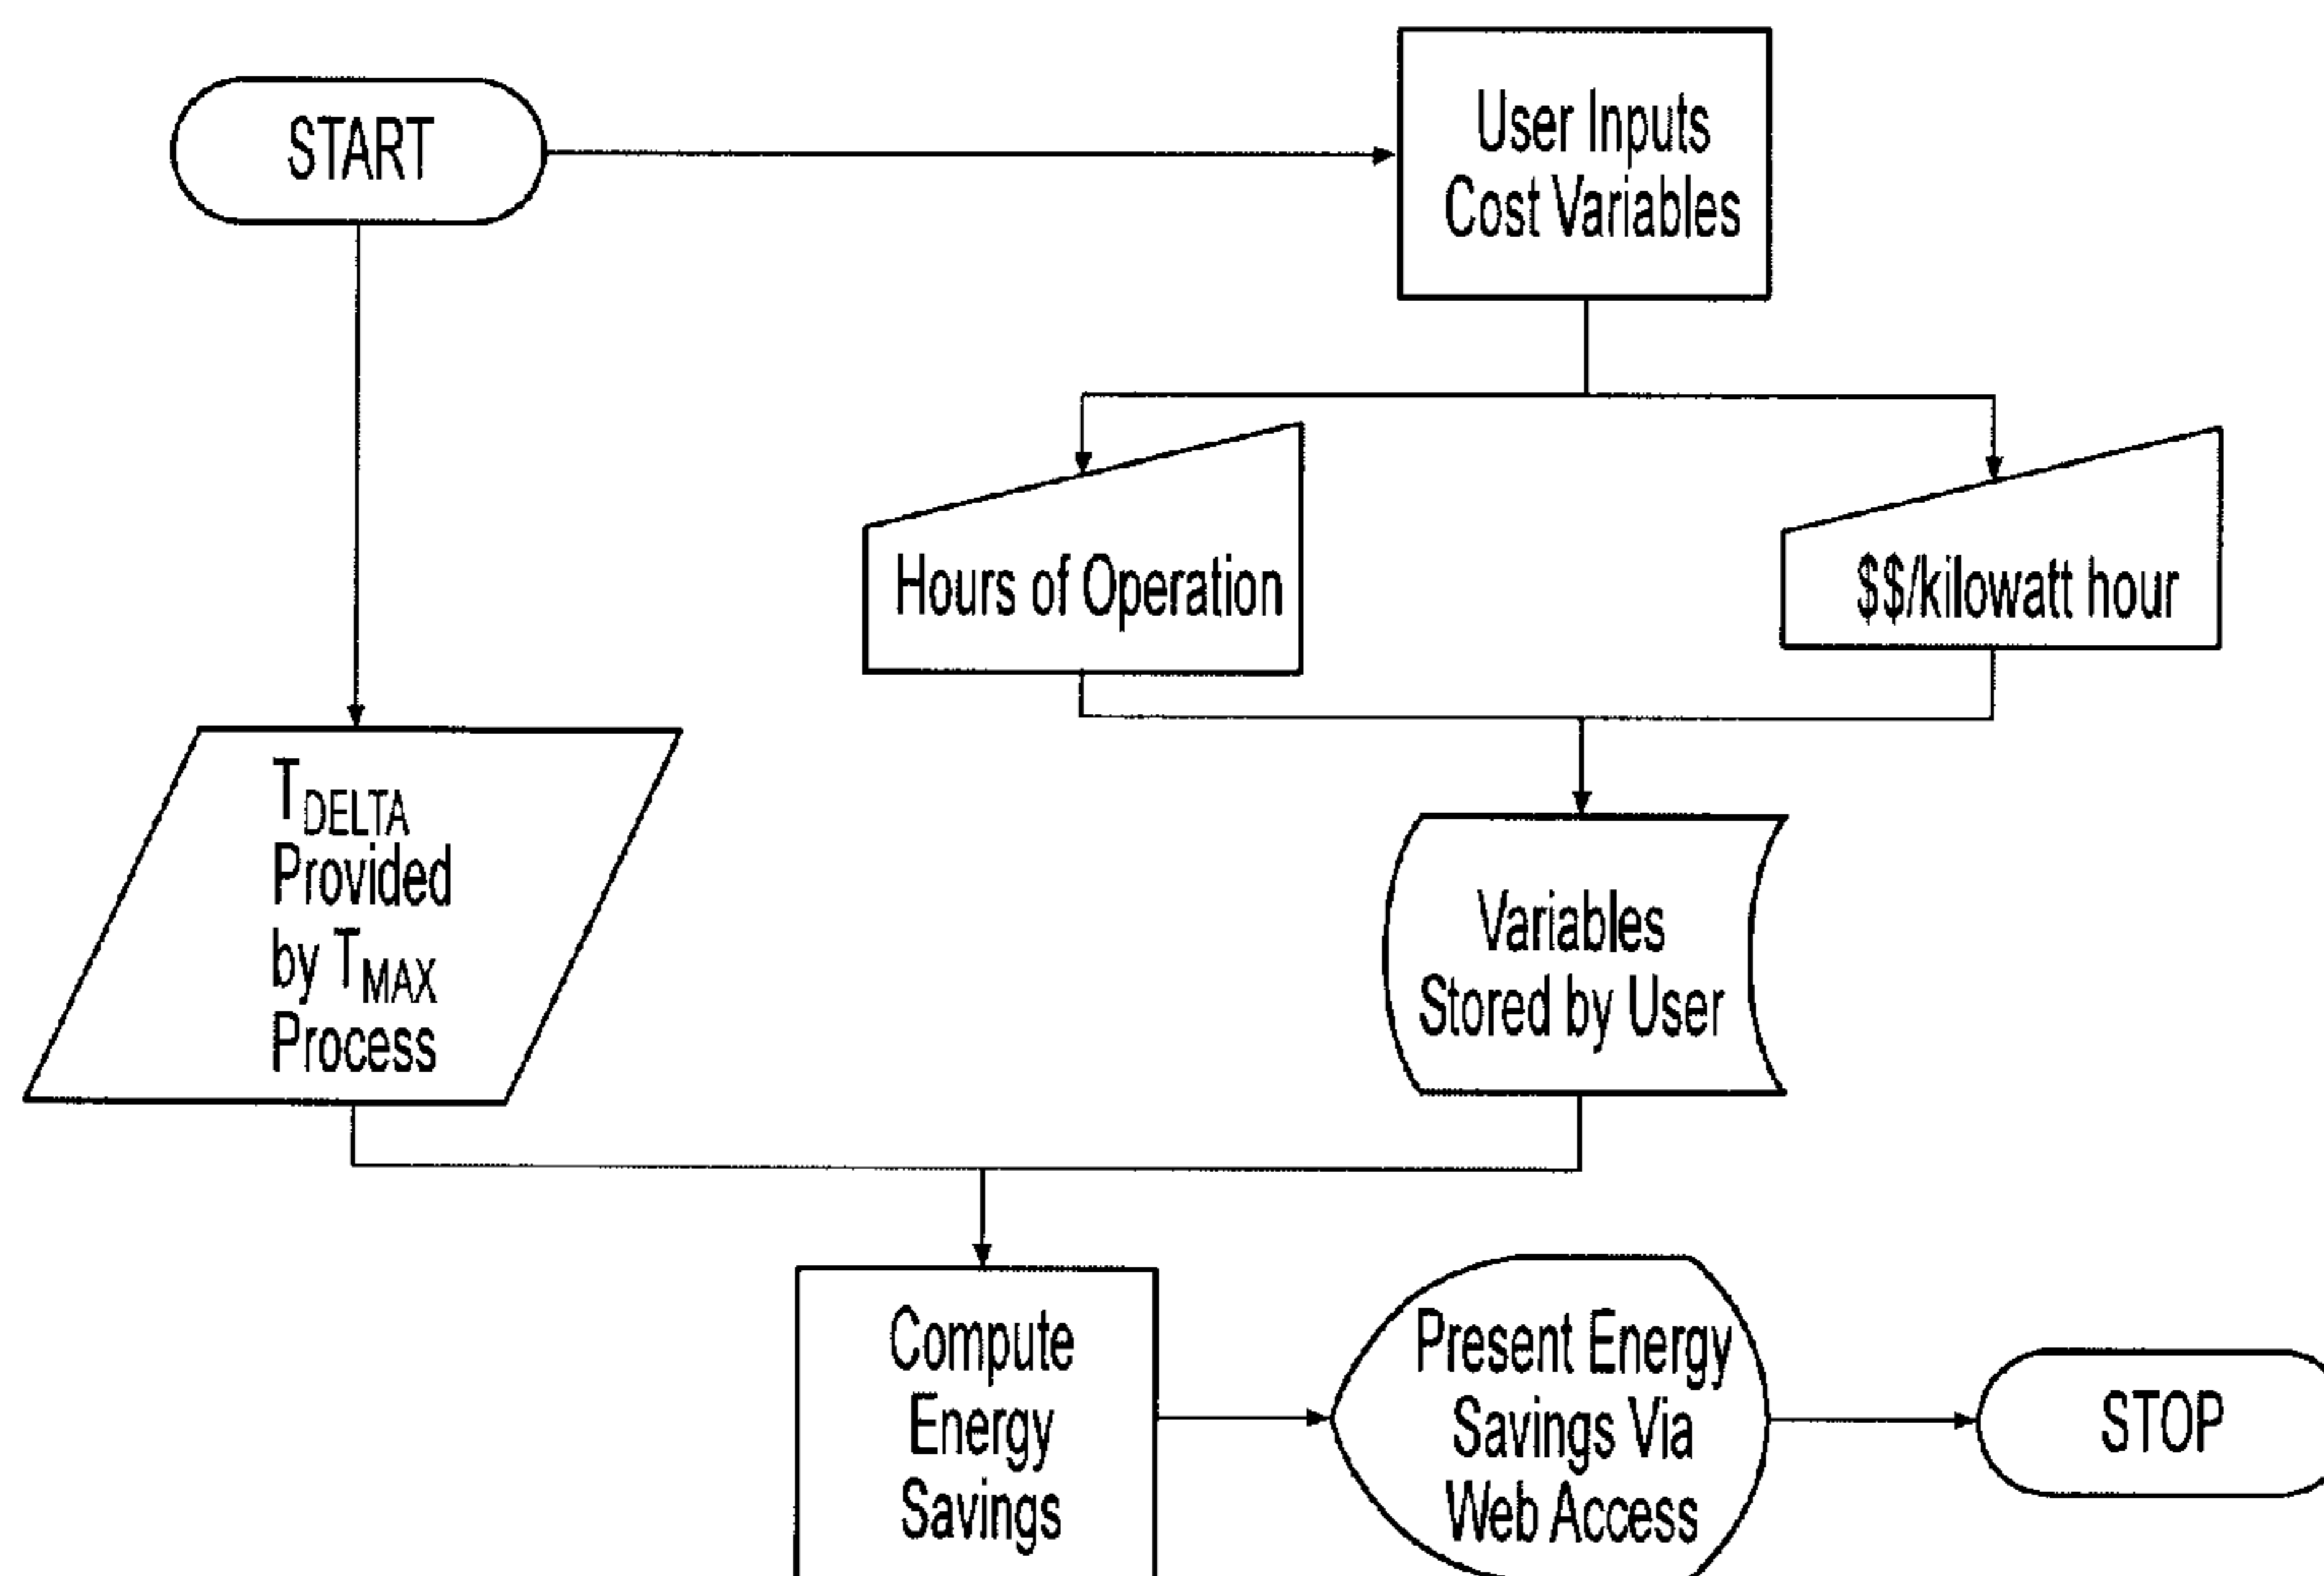 START
User Inputs
Cost Variables
Hours of Operation
$$/kilowatt hour
TDELTA
Provided
by TMAX
Process
Variables
Stored by User
Compute
Energy
Savings
Present Energy
Savings Via
Web Access
STOP